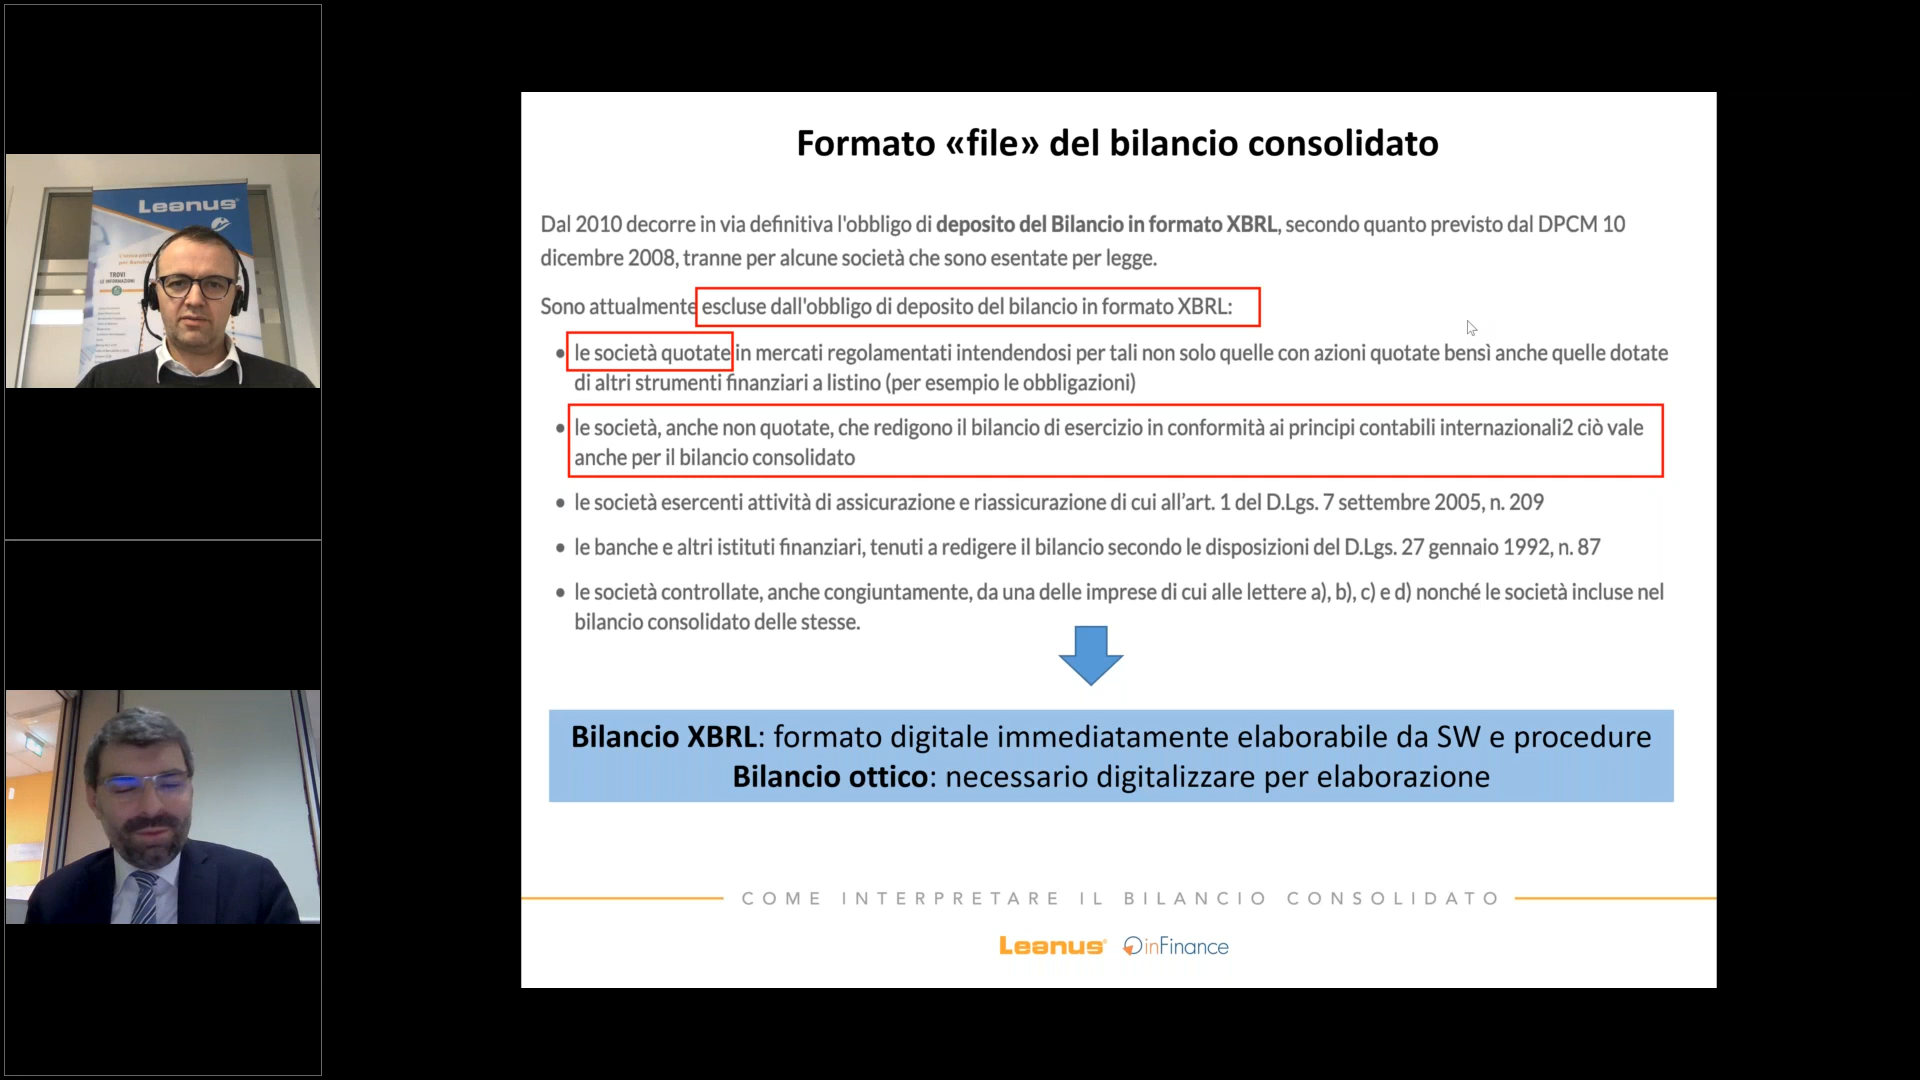 Leanus
TROVI
LE INFORMAZIONI
Formato «file» del bilancio consolidato
Dal 2010 decorre in via definitiva l'obbligo di deposito del Bilancio in formato XBRL, secondo quanto previsto dal DPCM 10
dicembre 2008, tranne per alcune società che sono esentate per legge.
Sono attualmente escluse dall'obbligo di deposito del bilancio in formato XBRL:
• le società quotate in mercati regolamentati intendendosi per tali non solo quelle con azioni quotate bensì anche quelle dotate
di altri strumenti finanziari a listino (per esempio le obbligazioni)
• le società, anche non quotate, che redigono il bilancio di esercizio in conformità ai principi contabili internazionali2 ciò vale
anche per il bilancio consolidato
• le società esercenti attività di assicurazione e riassicurazione di cui all’art. 1 del D.Lgs. 7 settembre 2005, n. 209
• le banche e altri istituti finanziari, tenuti a redigere il bilancio secondo le disposizioni del D.Lgs. 27 gennaio 1992, n. 87
• le società controllate, anche congiuntamente, da una delle imprese di cui alle lettere a), b), c) e d) nonché le società incluse nel
bilancio consolidato delle stesse.
Bilancio XBRL: formato digitale immediatamente elaborabile da SW e procedure
Bilancio ottico: necessario digitalizzare per elaborazione
COME INTERPRETARE IL BILANCIO CONSOLIDATO
Leanus inFinance